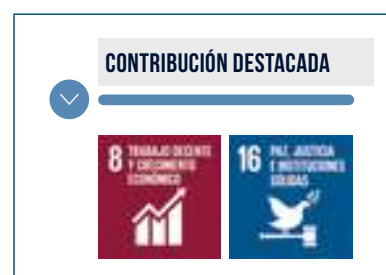 CONTRIBUCIÓN DESTACADA
8 TRABAJO DECENTE
Y CRECIMIENTO
ECONÓMICO
16 PAZ, JUSTICIA
E INSTITUCIONES
SÓLIDAS